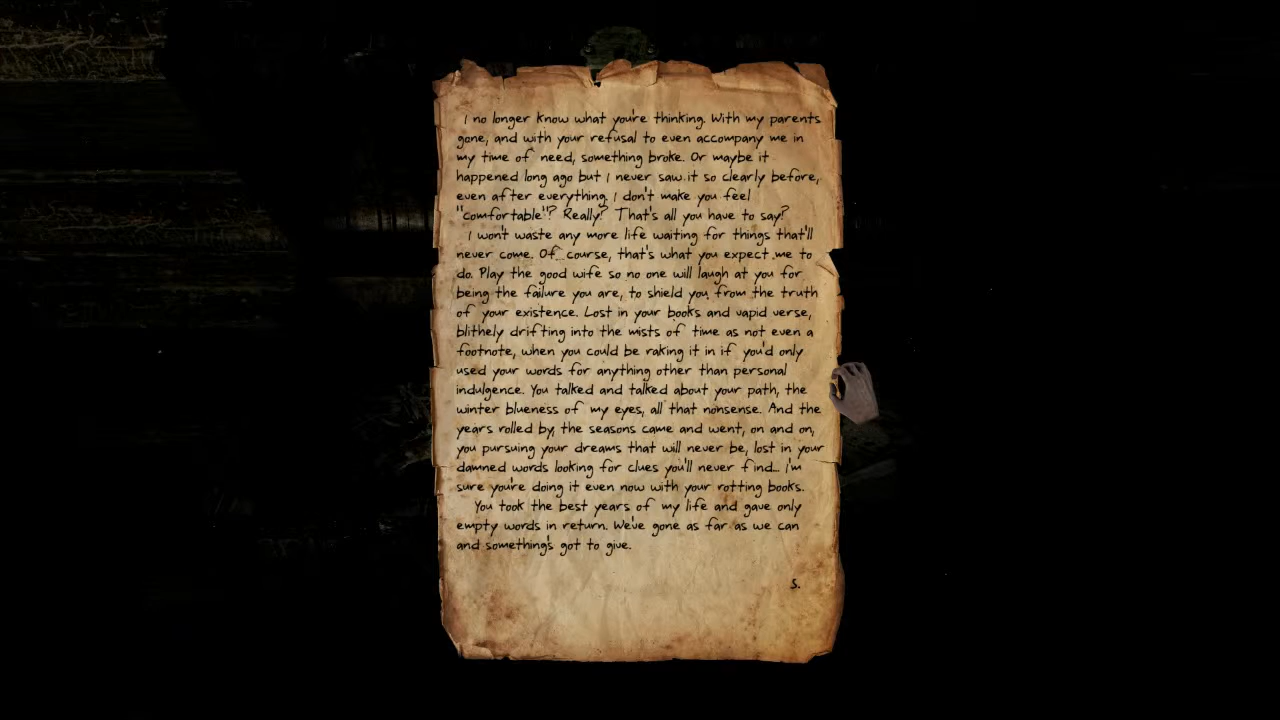 I no longer know what you're thinking. With my parents
gone, and with your refusal to even accompany me in
my time of need, something broke. Or maybe it
happened long ago but I never saw it so clearly before,
even after everything. I don't make you feel
"comfortable"? Really? That's all you have to say?
I won't waste any more life waiting for things that'll
never come. Of course, that's what you expect me to
do. Play the good wife so no one will laugh at you for
being the failure you are, to shield you from the truth
of your existence. Lost in your books and vapid verse,
blithely drifting into the mists of time as not even a
footnote, when you could be raking it in if you'd only
used your words for anything other than personal
indulgence. You talked and talked about your path, the
winter blueness of my eyes, all that nonsense. And the
years rolled by, the seasons came and went, on and on,
you pursuing your dreams that will never be, lost in your
damned words looking for clues you'll never find... I'm
sure you're doing it even now with your rotting books.
You took the best years of my life and gave only
empty words in return. We've gone as far as we can
and something's got to give.
S.